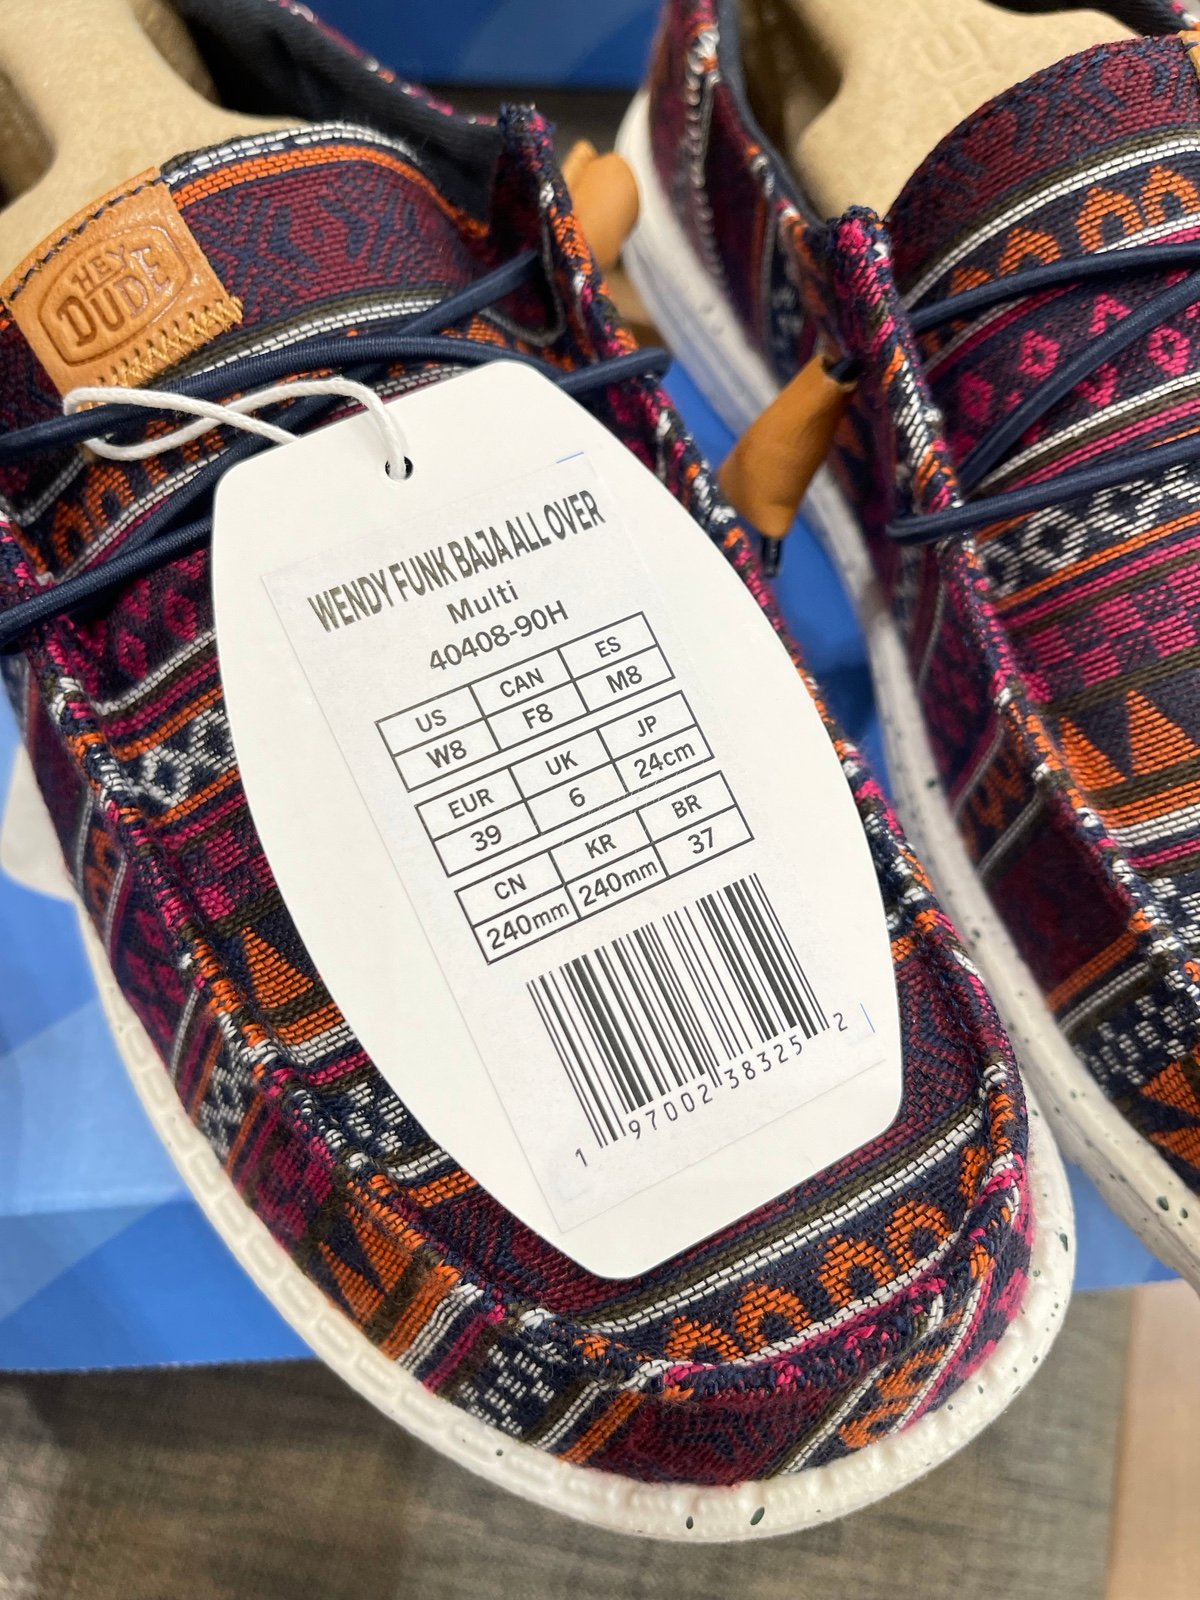 HEY
DUDE
WENDY FUNK BAJA ALL OVER
Multi
40408-90H
US CAN ES
W8 F8 M8
EUR UK JP
39 6 24cm
CN KR BR
240mm 240mm 37
1 97002 38325 2